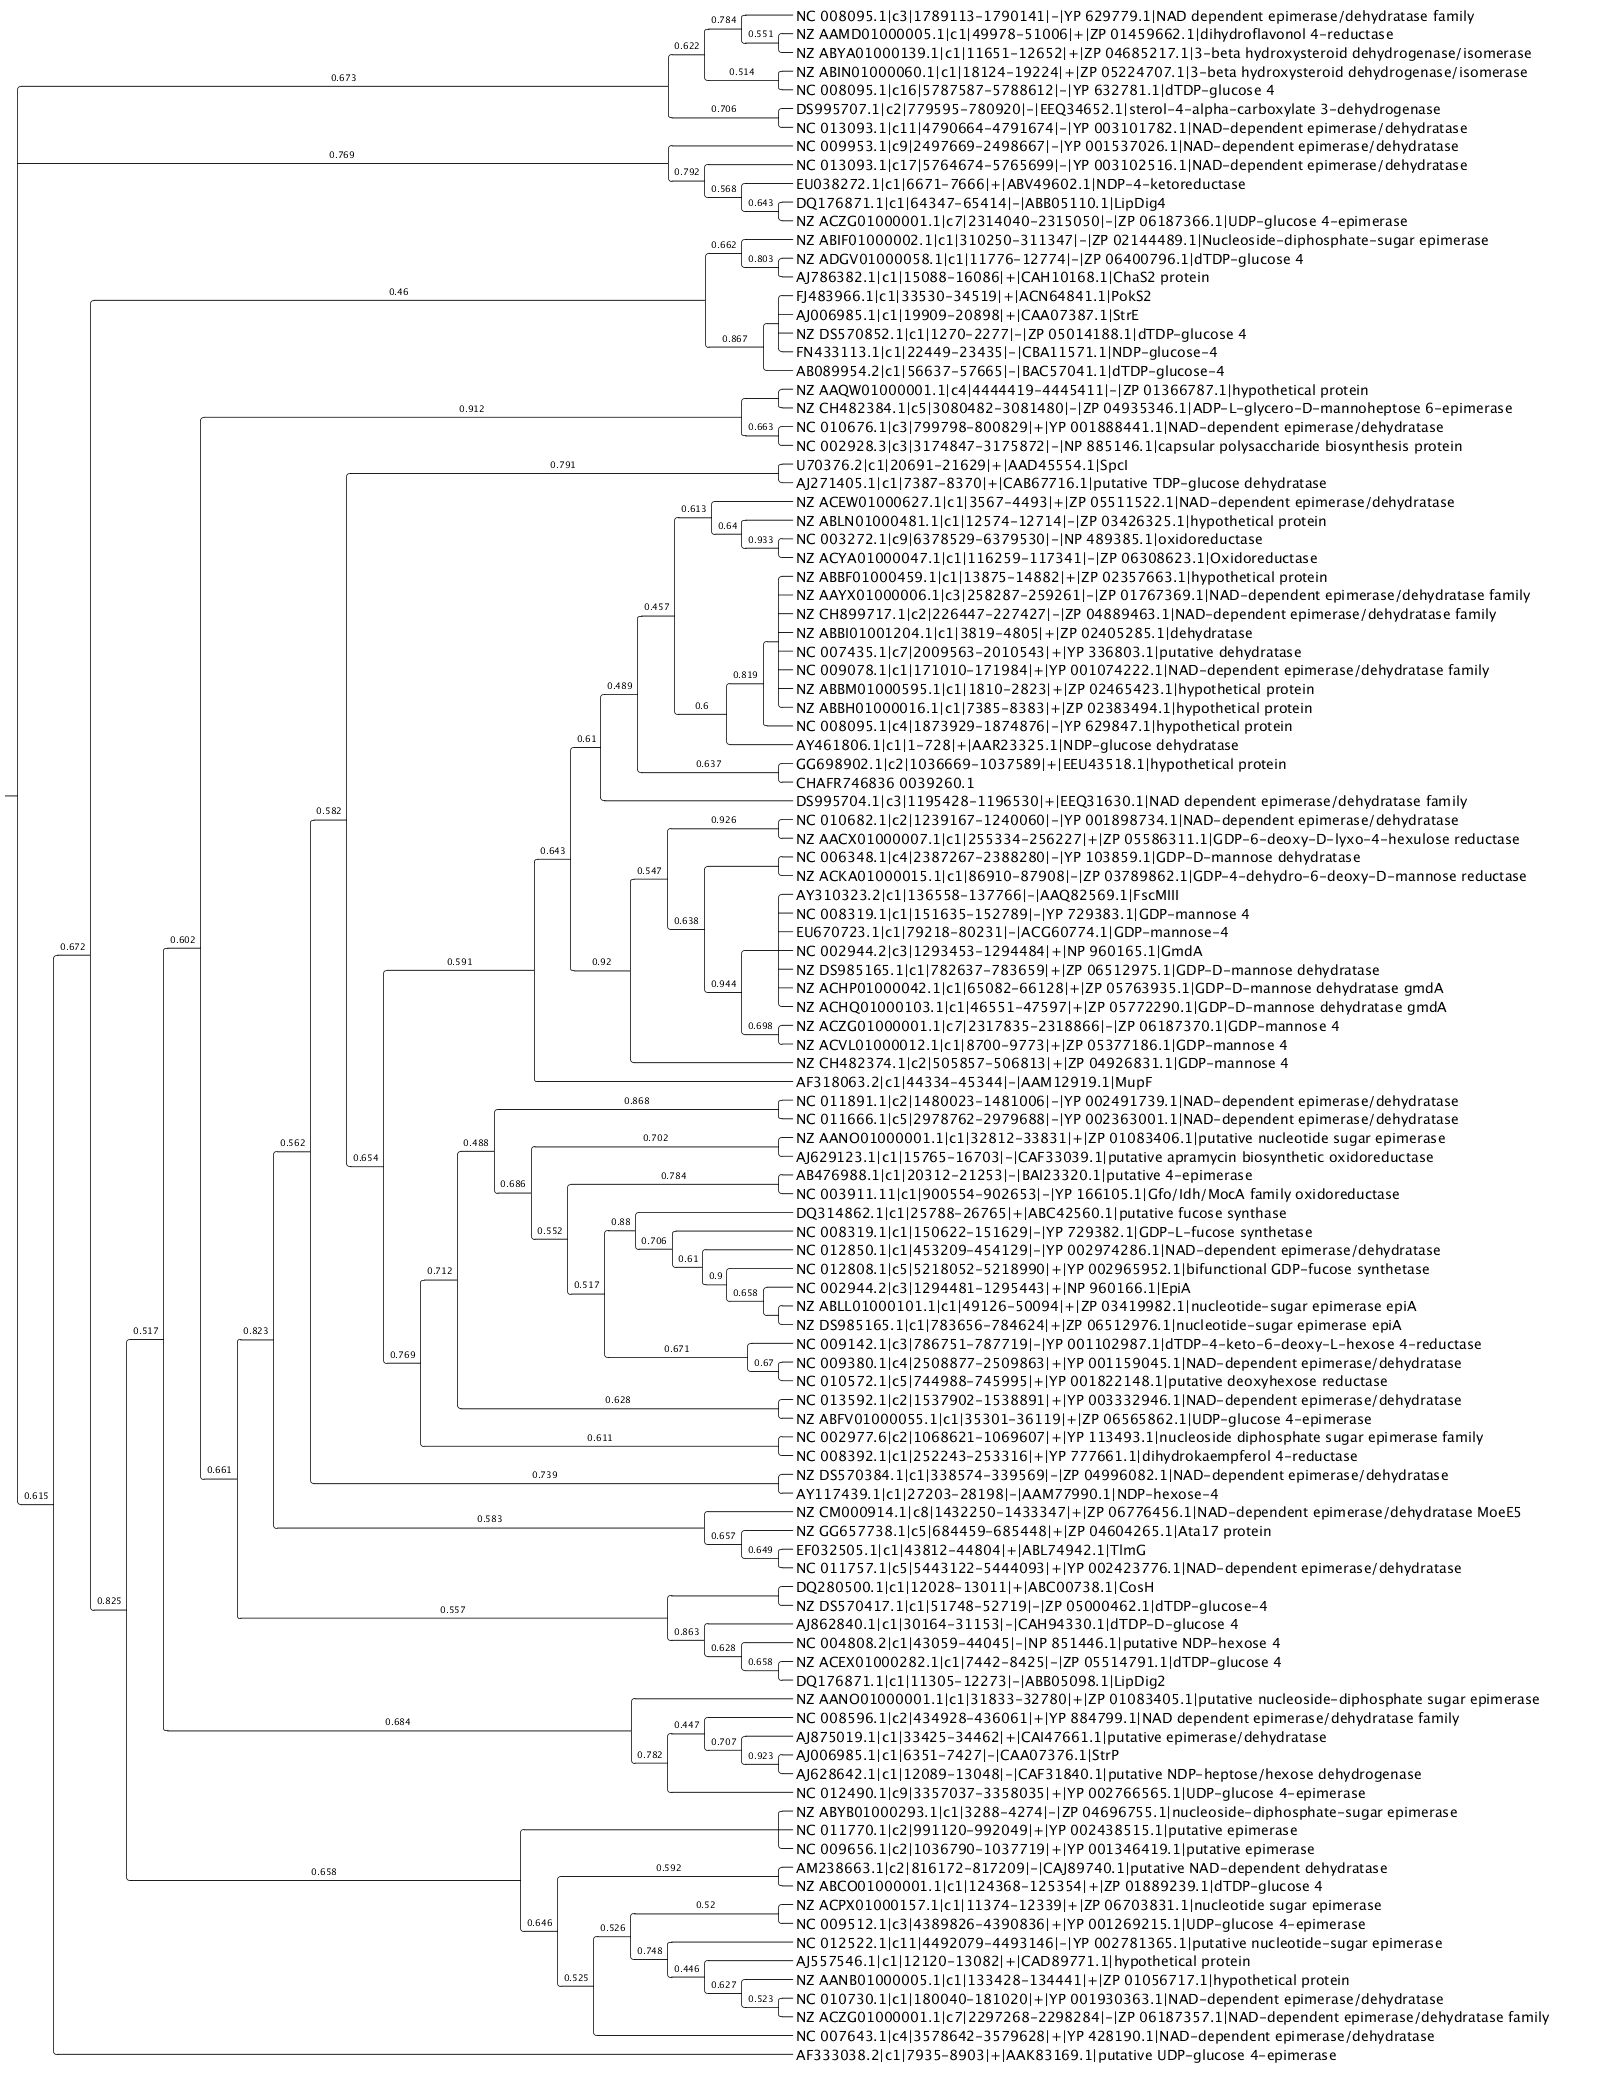 NC 008095.1|c3|1789113-1790141|-|YP 629779.1|NAD dependent epimerase/dehydratase family
0.784
NZ AAMD01000005.1|c1|49978-51006|+|ZP 01459662.1|dihydroflavonol 4-reductase
0.551
0.622
NZ ABYA01000139.1|c1|11651-12652|+|ZP 04685217.1|3-beta hydroxysteroid dehydrogenase/isomerase
NZ ABIN01000060.1|c1|18124-19224|+|ZP 05224707.1|3-beta hydroxysteroid dehydrogenase/isomerase
0.514
0.673
NC 008095.1|c16|5787587-5788612|-|YP 632781.1|dTDP-glucose 4
DS995707.1|c2|779595-780920|-|EEQ34652.1|sterol-4-alpha-carboxylate 3-dehydrogenase
0.706
NC 013093.1|c11|4790664-4791674|-|YP 003101782.1|NAD-dependent epimerase/dehydratase
NC 009953.1|c9|2497669-2498667|-|YP 001537026.1|NAD-dependent epimerase/dehydratase
0.769
NC 013093.1|c17|5764674-5765699|-|YP 003102516.1|NAD-dependent epimerase/dehydratase
0.792
EU038272.1|c1|6671-7666|+|ABV49602.1|NDP-4-ketoreductase
0.568
DQ176871.1|c1|64347-65414|-|ABB05110.1|LipDig4
0.643
NZ ACZG01000001.1|c7|2314040-2315050|-|ZP 06187366.1|UDP-glucose 4-epimerase
NZ ABIF01000002.1|c1|310250-311347|-|ZP 02144489.1|Nucleoside-diphosphate-sugar epimerase
0.662
NZ ADGV01000058.1|c1|11776-12774|-|ZP 06400796.1|dTDP-glucose 4
0.803
AJ786382.1|c1|15088-16086|+|CAH10168.1|ChaS2 protein
0.46
FJ483966.1|c1|33530-34519|+|ACN64841.1|PokS2
AJ006985.1|c1|19909-20898|+|CAA07387.1|StrE
NZ DS570852.1|c1|1270-2277|-|ZP 05014188.1|dTDP-glucose 4
0.867
FN433113.1|c1|22449-23435|-|CBA11571.1|NDP-glucose-4
AB089954.2|c1|56637-57665|-|BAC57041.1|dTDP-glucose-4
NZ AAQW01000001.1|c4|4444419-4445411|-|ZP 01366787.1|hypothetical protein
0.912
NZ CH482384.1|c5|3080482-3081480|-|ZP 04935346.1|ADP-L-glycero-D-mannoheptose 6-epimerase
NC 010676.1|c3|799798-800829|+|YP 001888441.1|NAD-dependent epimerase/dehydratase
0.663
NC 002928.3|c3|3174847-3175872|-|NP 885146.1|capsular polysaccharide biosynthesis protein
0.791
U70376.2|c1|20691-21629|+|AAD45554.1|SpcI
AJ271405.1|c1|7387-8370|+|CAB67716.1|putative TDP-glucose dehydratase
NZ ACEW01000627.1|c1|3567-4493|+|ZP 05511522.1|NAD-dependent epimerase/dehydratase
0.613
NZ ABLN01000481.1|c1|12574-12714|-|ZP 03426325.1|hypothetical protein
0.64
NC 003272.1|c9|6378529-6379530|-|NP 489385.1|oxidoreductase
0.933
NZ ACYA01000047.1|c1|116259-117341|-|ZP 06308623.1|Oxidoreductase
NZ ABBF01000459.1|c1|13875-14882|+|ZP 02357663.1|hypothetical protein
NZ AAYX01000006.1|c3|258287-259261|-|ZP 01767369.1|NAD-dependent epimerase/dehydratase family
0.457
NZ CH899717.1|c2|226447-227427|-|ZP 04889463.1|NAD-dependent epimerase/dehydratase family
NZ ABBI01001204.1|c1|3819-4805|+|ZP 02405285.1|dehydratase
NC 007435.1|c7|2009563-2010543|+|YP 336803.1|putative dehydratase
NC 009078.1|c1|171010-171984|+|YP 001074222.1|NAD-dependent epimerase/dehydratase family
0.819
0.489
NZ ABBM01000595.1|c1|1810-2823|+|ZP 02465423.1|hypothetical protein
0.6
NZ ABBH01000016.1|c1|7385-8383|+|ZP 02383494.1|hypothetical protein
NC 008095.1|c4|1873929-1874876|-|YP 629847.1|hypothetical protein
0.61
AY461806.1|c1|1-728|+|AAR23325.1|NDP-glucose dehydratase
0.637
GG698902.1|c2|1036669-1037589|+|EEU43518.1|hypothetical protein
CHAFR746836 0039260.1
DS995704.1|c3|1195428-1196530|+|EEQ31630.1|NAD dependent epimerase/dehydratase family
0.582
0.926
NC 010682.1|c2|1239167-1240060|-|YP 001898734.1|NAD-dependent epimerase/dehydratase
NZ AACX01000007.1|c1|255334-256227|+|ZP 05586311.1|GDP-6-deoxy-D-lyxo-4-hexulose reductase
0.643
NC 006348.1|c4|2387267-2388280|-|YP 103859.1|GDP-D-mannose dehydratase
0.547
NZ ACKA01000015.1|c1|86910-87908|-|ZP 03789862.1|GDP-4-dehydro-6-deoxy-D-mannose reductase
AY310323.2|c1|136558-137766|-|AAQ82569.1|FscMIII
0.638
NC 008319.1|c1|151635-152789|-|YP 729383.1|GDP-mannose 4
EU670723.1|c1|79218-80231|-|ACG60774.1|GDP-mannose-4
0.602
NC 002944.2|c3|1293453-1294484|+|NP 960165.1|GmdA
0.672
0.591
0.92
NZ DS985165.1|c1|782637-783659|+|ZP 06512975.1|GDP-D-mannose dehydratase
0.944
NZ ACHP01000042.1|c1|65082-66128|+|ZP 05763935.1|GDP-D-mannose dehydratase gmdA
NZ ACHQ01000103.1|c1|46551-47597|+|ZP 05772290.1|GDP-D-mannose dehydratase gmdA
0.698
NZ ACZG01000001.1|c7|2317835-2318866|-|ZP 06187370.1|GDP-mannose 4
NZ ACVL01000012.1|c1|8700-9773|+|ZP 05377186.1|GDP-mannose 4
NZ CH482374.1|c2|505857-506813|+|ZP 04926831.1|GDP-mannose 4
AF318063.2|c1|44334-45344|-|AAM12919.1|MupF
0.868
NC 011891.1|c2|1480023-1481006|-|YP 002491739.1|NAD-dependent epimerase/dehydratase
NC 011666.1|c5|2978762-2979688|-|YP 002363001.1|NAD-dependent epimerase/dehydratase
0.562
0.488
0.702
NZ AANO01000001.1|c1|32812-33831|+|ZP 01083406.1|putative nucleotide sugar epimerase
0.654
AJ629123.1|c1|15765-16703|-|CAF33039.1|putative apramycin biosynthetic oxidoreductase
0.686
0.784
AB476988.1|c1|20312-21253|-|BAI23320.1|putative 4-epimerase
NC 003911.11|c1|900554-902653|-|YP 166105.1|Gfo/Idh/MocA family oxidoreductase
DQ314862.1|c1|25788-26765|+|ABC42560.1|putative fucose synthase
0.552
0.88
NC 008319.1|c1|150622-151629|-|YP 729382.1|GDP-L-fucose synthetase
0.706
NC 012850.1|c1|453209-454129|-|YP 002974286.1|NAD-dependent epimerase/dehydratase
0.61
0.712
NC 012808.1|c5|5218052-5218990|+|YP 002965952.1|bifunctional GDP-fucose synthetase
0.9
0.517
NC 002944.2|c3|1294481-1295443|+|NP 960166.1|EpiA
0.658
NZ ABLL01000101.1|c1|49126-50094|+|ZP 03419982.1|nucleotide-sugar epimerase epiA
0.517
0.823
NZ DS985165.1|c1|783656-784624|+|ZP 06512976.1|nucleotide-sugar epimerase epiA
0.769
0.671
NC 009142.1|c3|786751-787719|-|YP 001102987.1|dTDP-4-keto-6-deoxy-L-hexose 4-reductase
0.67
NC 009380.1|c4|2508877-2509863|+|YP 001159045.1|NAD-dependent epimerase/dehydratase
NC 010572.1|c5|744988-745995|+|YP 001822148.1|putative deoxyhexose reductase
0.628
NC 013592.1|c2|1537902-1538891|+|YP 003332946.1|NAD-dependent epimerase/dehydratase
NZ ABFV01000055.1|c1|35301-36119|+|ZP 06565862.1|UDP-glucose 4-epimerase
0.611
NC 002977.6|c2|1068621-1069607|+|YP 113493.1|nucleoside diphosphate sugar epimerase family
NC 008392.1|c1|252243-253316|+|YP 777661.1|dihydrokaempferol 4-reductase
0.661
0.739
NZ DS570384.1|c1|338574-339569|-|ZP 04996082.1|NAD-dependent epimerase/dehydratase
0.615
AY117439.1|c1|27203-28198|-|AAM77990.1|NDP-hexose-4
NZ CM000914.1|c8|1432250-1433347|+|ZP 06776456.1|NAD-dependent epimerase/dehydratase MoeE5
0.583
NZ GG657738.1|c5|684459-685448|+|ZP 04604265.1|Ata17 protein
0.657
EF032505.1|c1|43812-44804|+|ABL74942.1|TlmG
0.649
NC 011757.1|c5|5443122-5444093|+|YP 002423776.1|NAD-dependent epimerase/dehydratase
DQ280500.1|c1|12028-13011|+|ABC00738.1|CosH
0.825
0.557
NZ DS570417.1|c1|51748-52719|-|ZP 05000462.1|dTDP-glucose-4
AJ862840.1|c1|30164-31153|-|CAH94330.1|dTDP-D-glucose 4
0.863
NC 004808.2|c1|43059-44045|-|NP 851446.1|putative NDP-hexose 4
0.628
NZ ACEX01000282.1|c1|7442-8425|-|ZP 05514791.1|dTDP-glucose 4
0.658
DQ176871.1|c1|11305-12273|-|ABB05098.1|LipDig2
NZ AANO01000001.1|c1|31833-32780|+|ZP 01083405.1|putative nucleoside-diphosphate sugar epimerase
0.684
NC 008596.1|c2|434928-436061|+|YP 884799.1|NAD dependent epimerase/dehydratase family
0.447
AJ875019.1|c1|33425-34462|+|CAI47661.1|putative epimerase/dehydratase
0.707
AJ006985.1|c1|6351-7427|-|CAA07376.1|StrP
0.782
0.923
AJ628642.1|c1|12089-13048|-|CAF31840.1|putative NDP-heptose/hexose dehydrogenase
NC 012490.1|c9|3357037-3358035|+|YP 002766565.1|UDP-glucose 4-epimerase
NZ ABYB01000293.1|c1|3288-4274|-|ZP 04696755.1|nucleoside-diphosphate-sugar epimerase
NC 011770.1|c2|991120-992049|+|YP 002438515.1|putative epimerase
NC 009656.1|c2|1036790-1037719|+|YP 001346419.1|putative epimerase
0.658
0.592
AM238663.1|c2|816172-817209|-|CAJ89740.1|putative NAD-dependent dehydratase
NZ ABCO01000001.1|c1|124368-125354|+|ZP 01889239.1|dTDP-glucose 4
0.52
NZ ACPX01000157.1|c1|11374-12339|+|ZP 06703831.1|nucleotide sugar epimerase
0.646
0.526
NC 009512.1|c3|4389826-4390836|+|YP 001269215.1|UDP-glucose 4-epimerase
NC 012522.1|c11|4492079-4493146|-|YP 002781365.1|putative nucleotide-sugar epimerase
0.748
AJ557546.1|c1|12120-13082|+|CAD89771.1|hypothetical protein
0.446
0.525
NZ AANB01000005.1|c1|133428-134441|+|ZP 01056717.1|hypothetical protein
0.627
NC 010730.1|c1|180040-181020|+|YP 001930363.1|NAD-dependent epimerase/dehydratase
0.523
NZ ACZG01000001.1|c7|2297268-2298284|-|ZP 06187357.1|NAD-dependent epimerase/dehydratase family
NC 007643.1|c4|3578642-3579628|+|YP 428190.1|NAD-dependent epimerase/dehydratase
AF333038.2|c1|7935-8903|+|AAK83169.1|putative UDP-glucose 4-epimerase